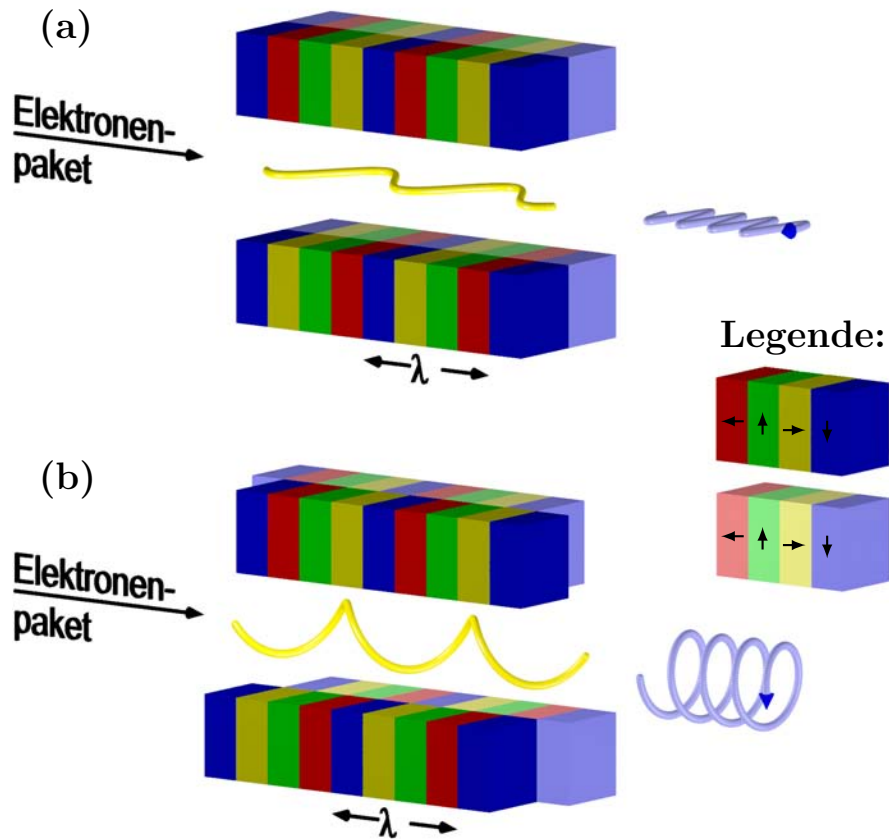 (a)
Elektronen-
paket
λ
Legende:
(b)
Elektronen-
paket
λ